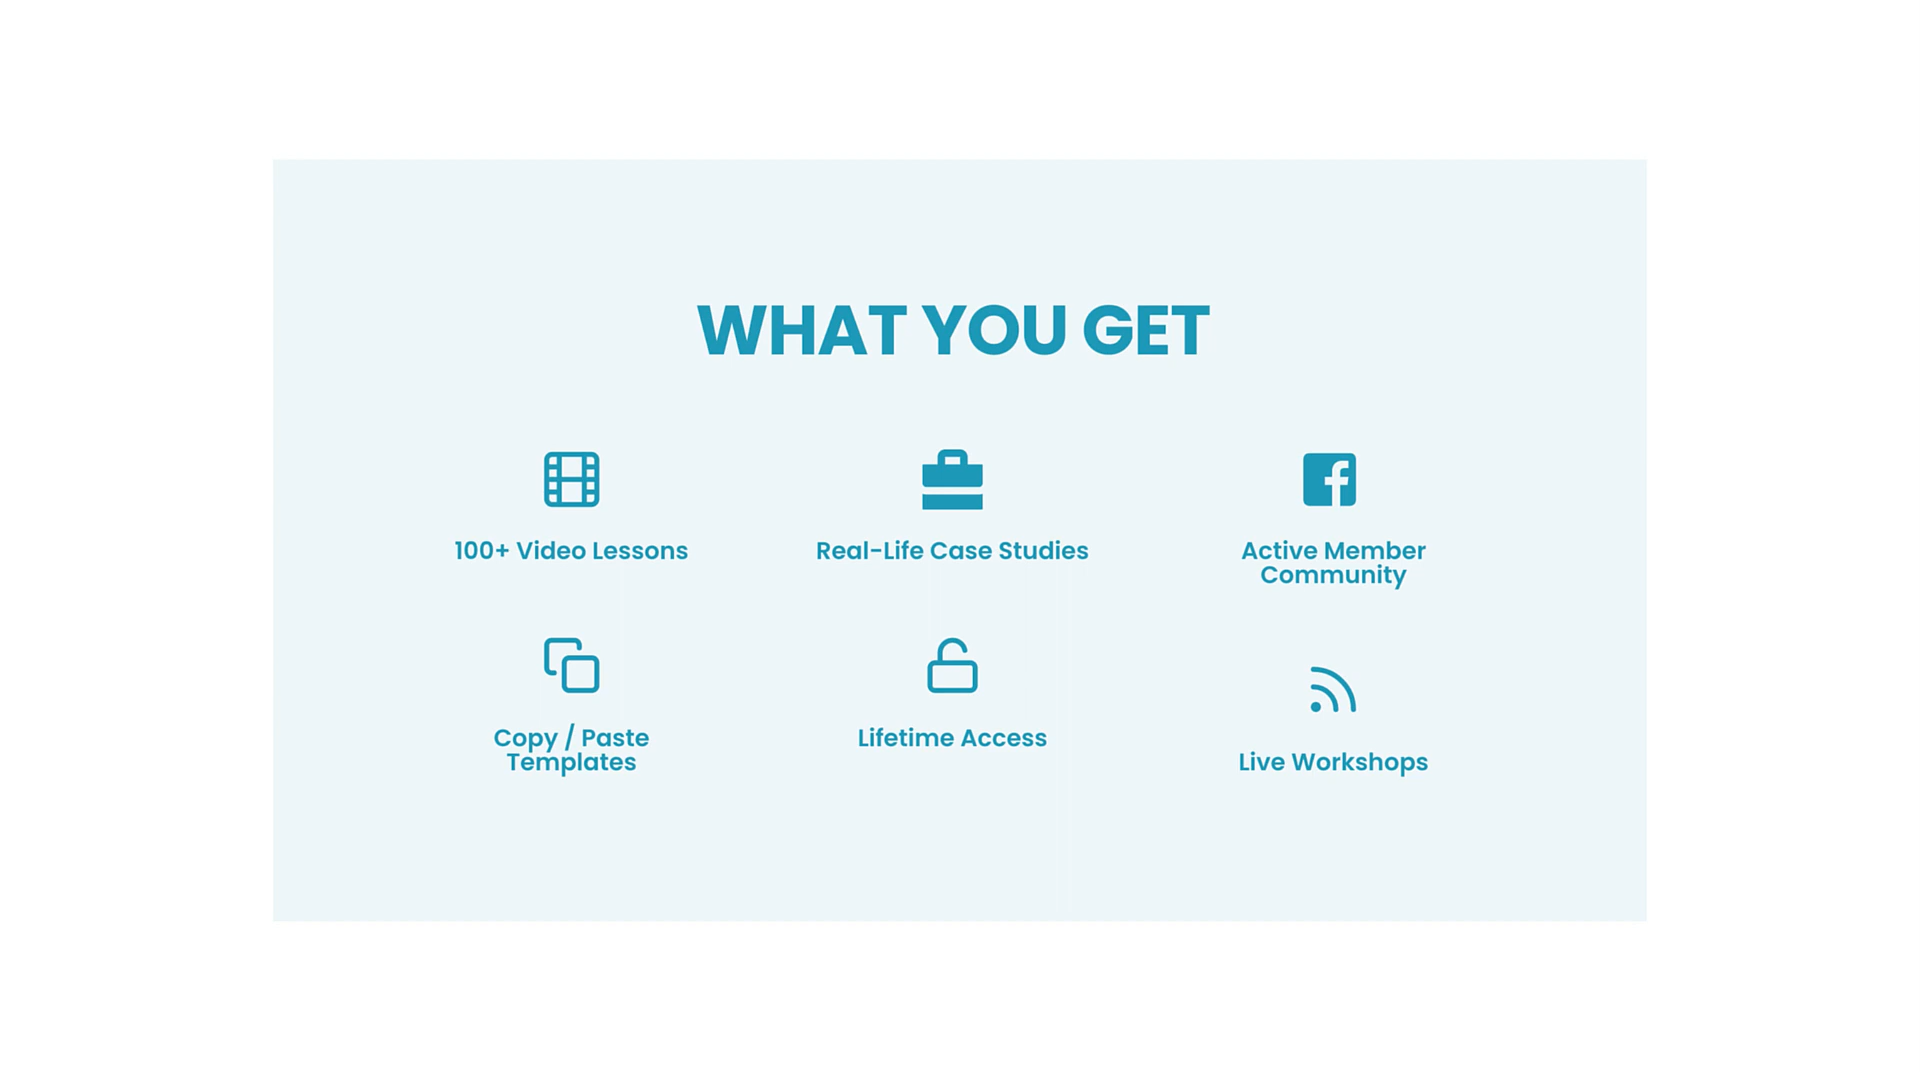 WHAT YOU GET
100+ Video Lessons
Real-Life Case Studies
Active Member
Community
Copy / Paste
Templates
Lifetime Access
Live Workshops